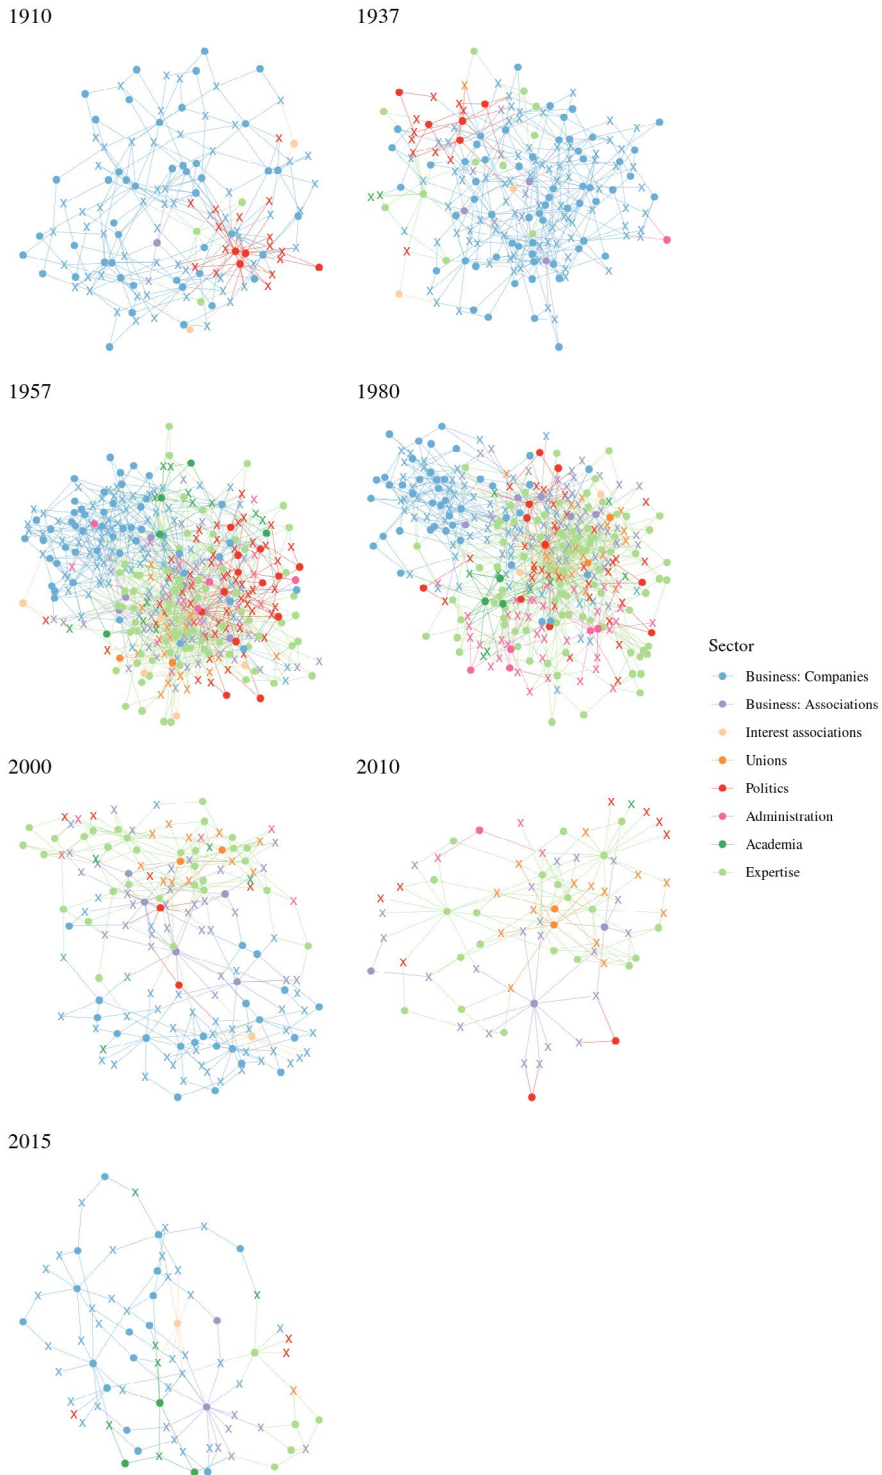 1910
1937
1957
1980
Sector
Business: Companies
Business: Associations
Interest associations
Unions
Politics
Administration
Academia
Expertise
2000
2010
2015